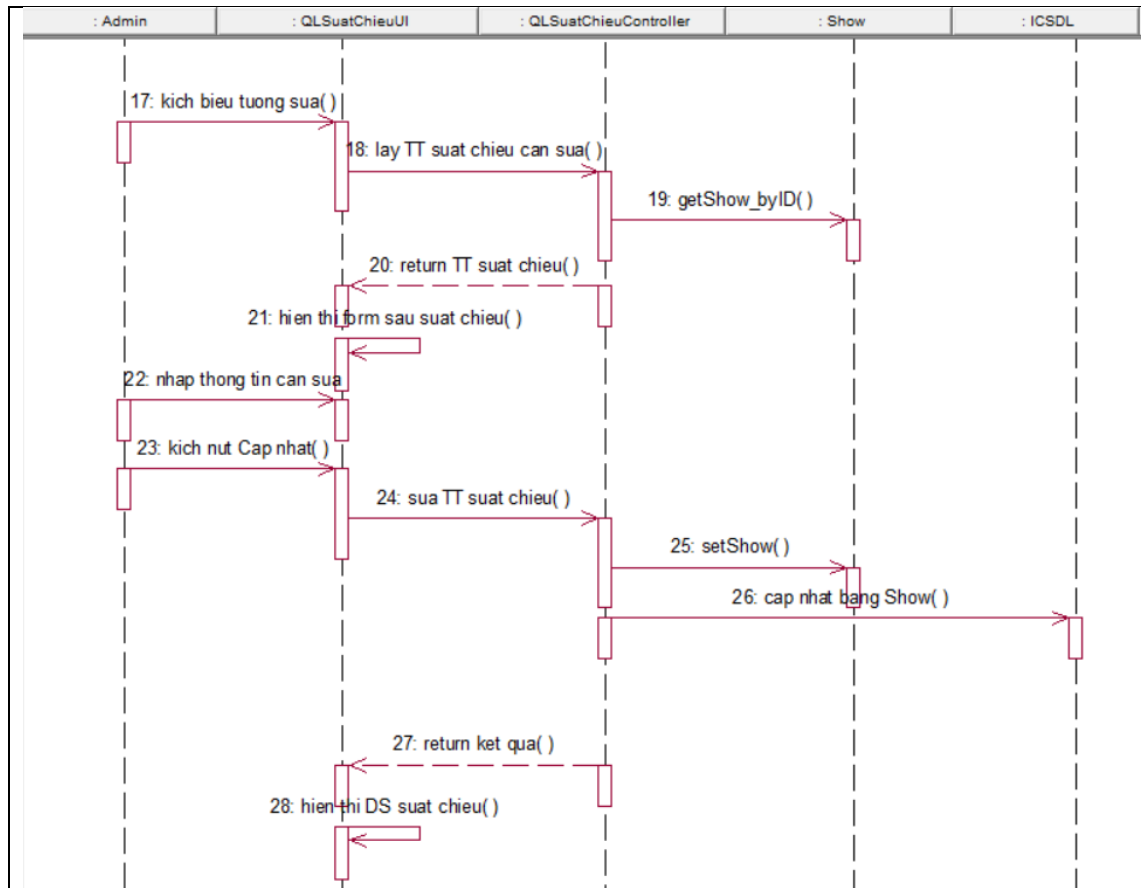 : Admin
: QLSuatChieuUI
: QLSuatChieuController
: Show
: ICSDL
17: kich bieu tuong sua( )
18: lay TT suat chieu can sua( )
19: getShow_byID( )
20: return TT suat chieu( )
21: hien thi form sau suat chieu( )
22: nhap thong tin can sua
23: kich nut Cap nhat( )
24: sua TT suat chieu( )
25: setShow( )
26: cap nhat bang Show( )
27: return ket qua( )
28: hien thi DS suat chieu( )